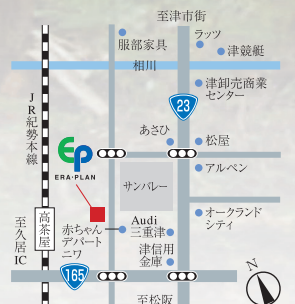 至津市街
ラッツ
服部家具
津競艇
相川
津卸売商業
センター
23
JR紀勢本線
あさひ
松屋
EP
ERA・PLAN
アルペン
サンバレー
高茶屋
至久居IC
赤ちゃん
デパート
ニワ
Audi
三重津
オークランド
シティ
津信用
金庫
165
至松阪
N